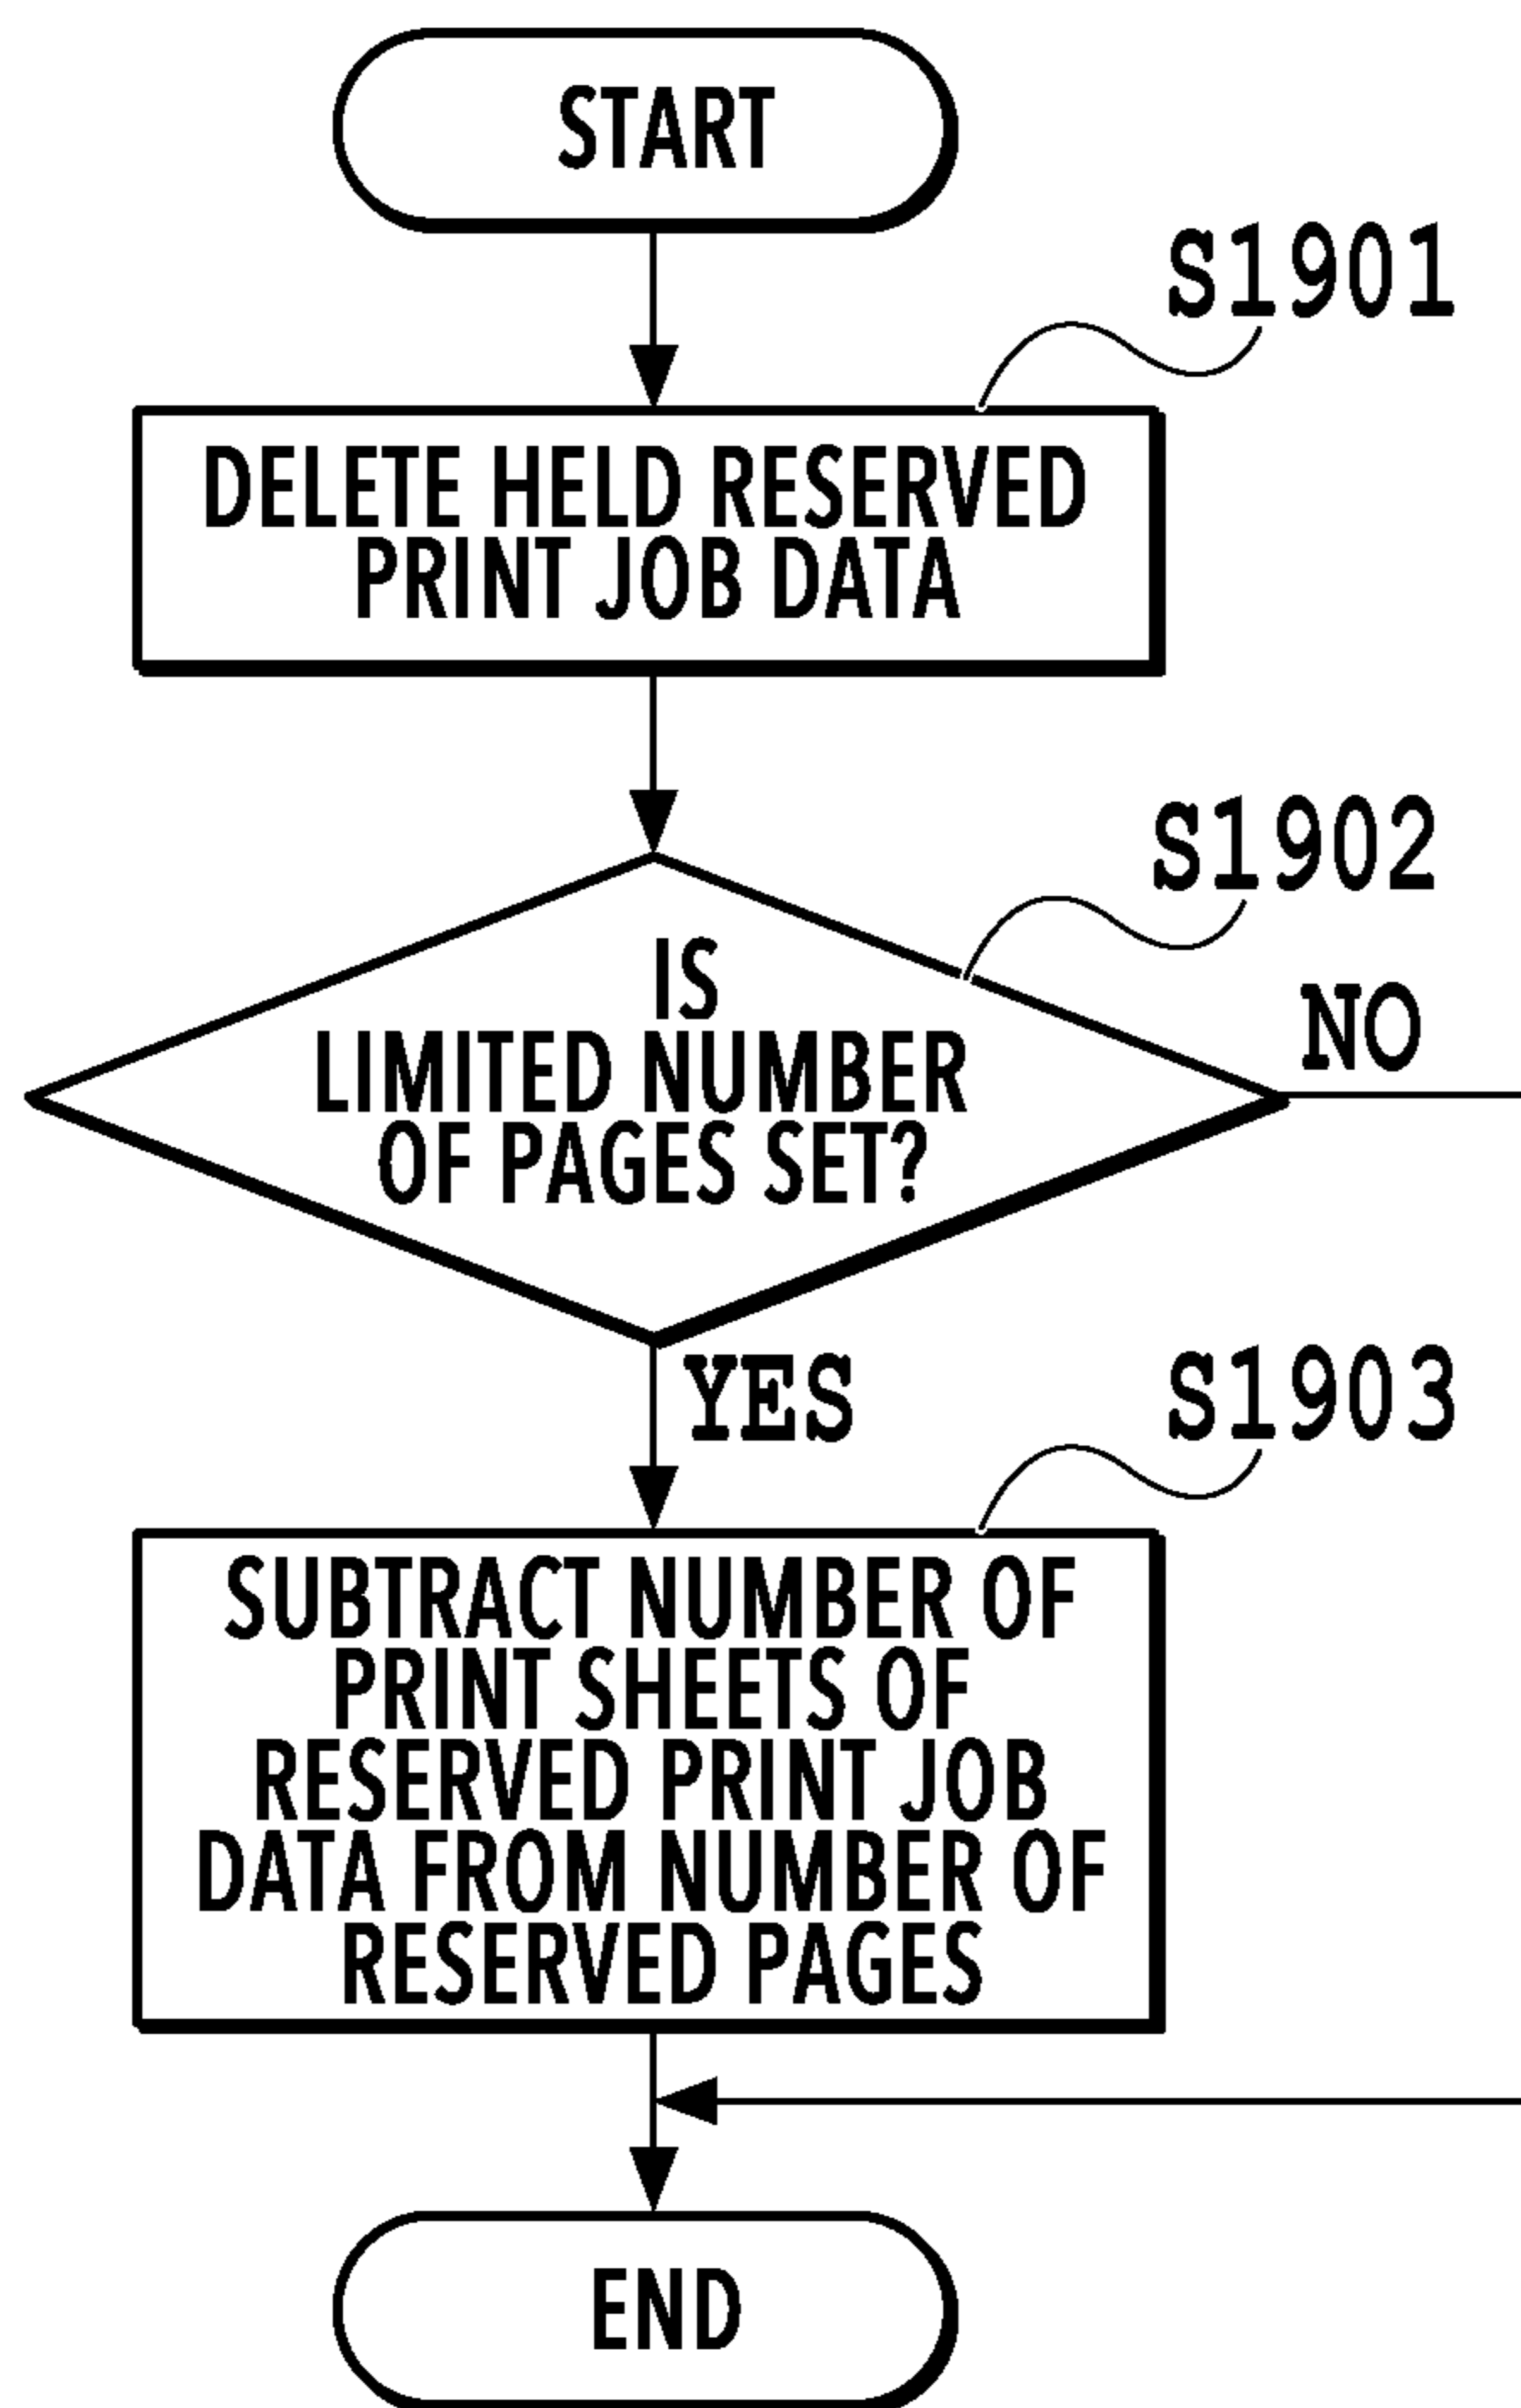 START
S1901
DELETE HELD RESERVED
PRINT JOB DATA
S1902
IS
LIMITED NUMBER
OF PAGES SET?
NO
YES
S1903
SUBTRACT NUMBER OF
PRINT SHEETS OF
RESERVED PRINT JOB
DATA FROM NUMBER OF
RESERVED PAGES
END